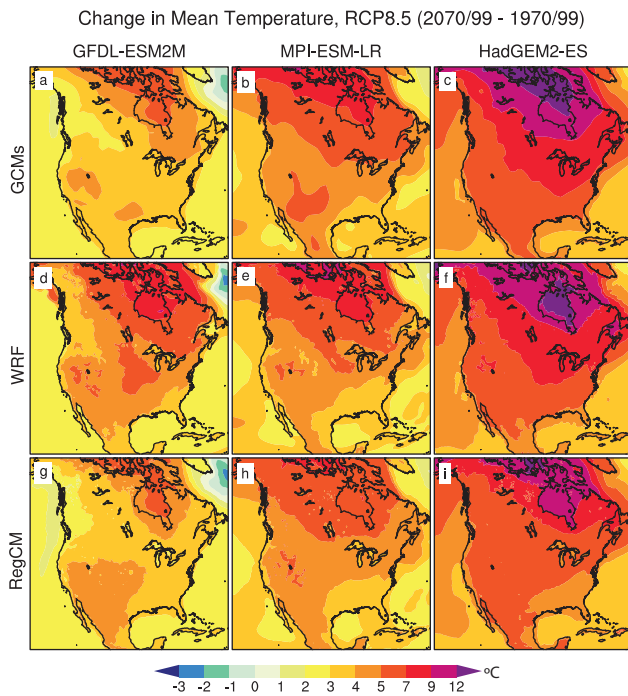 Change in Mean Temperature, RCP8.5 (2070/99 - 1970/99)
GFDL-ESM2M MPI-ESM-LR HadGEM2-ES
GCMs
a b c
WRF
d e f
RegCM
g h i
-3 -2 -1 0 1 2 3 4 5 7 9 12 ºC